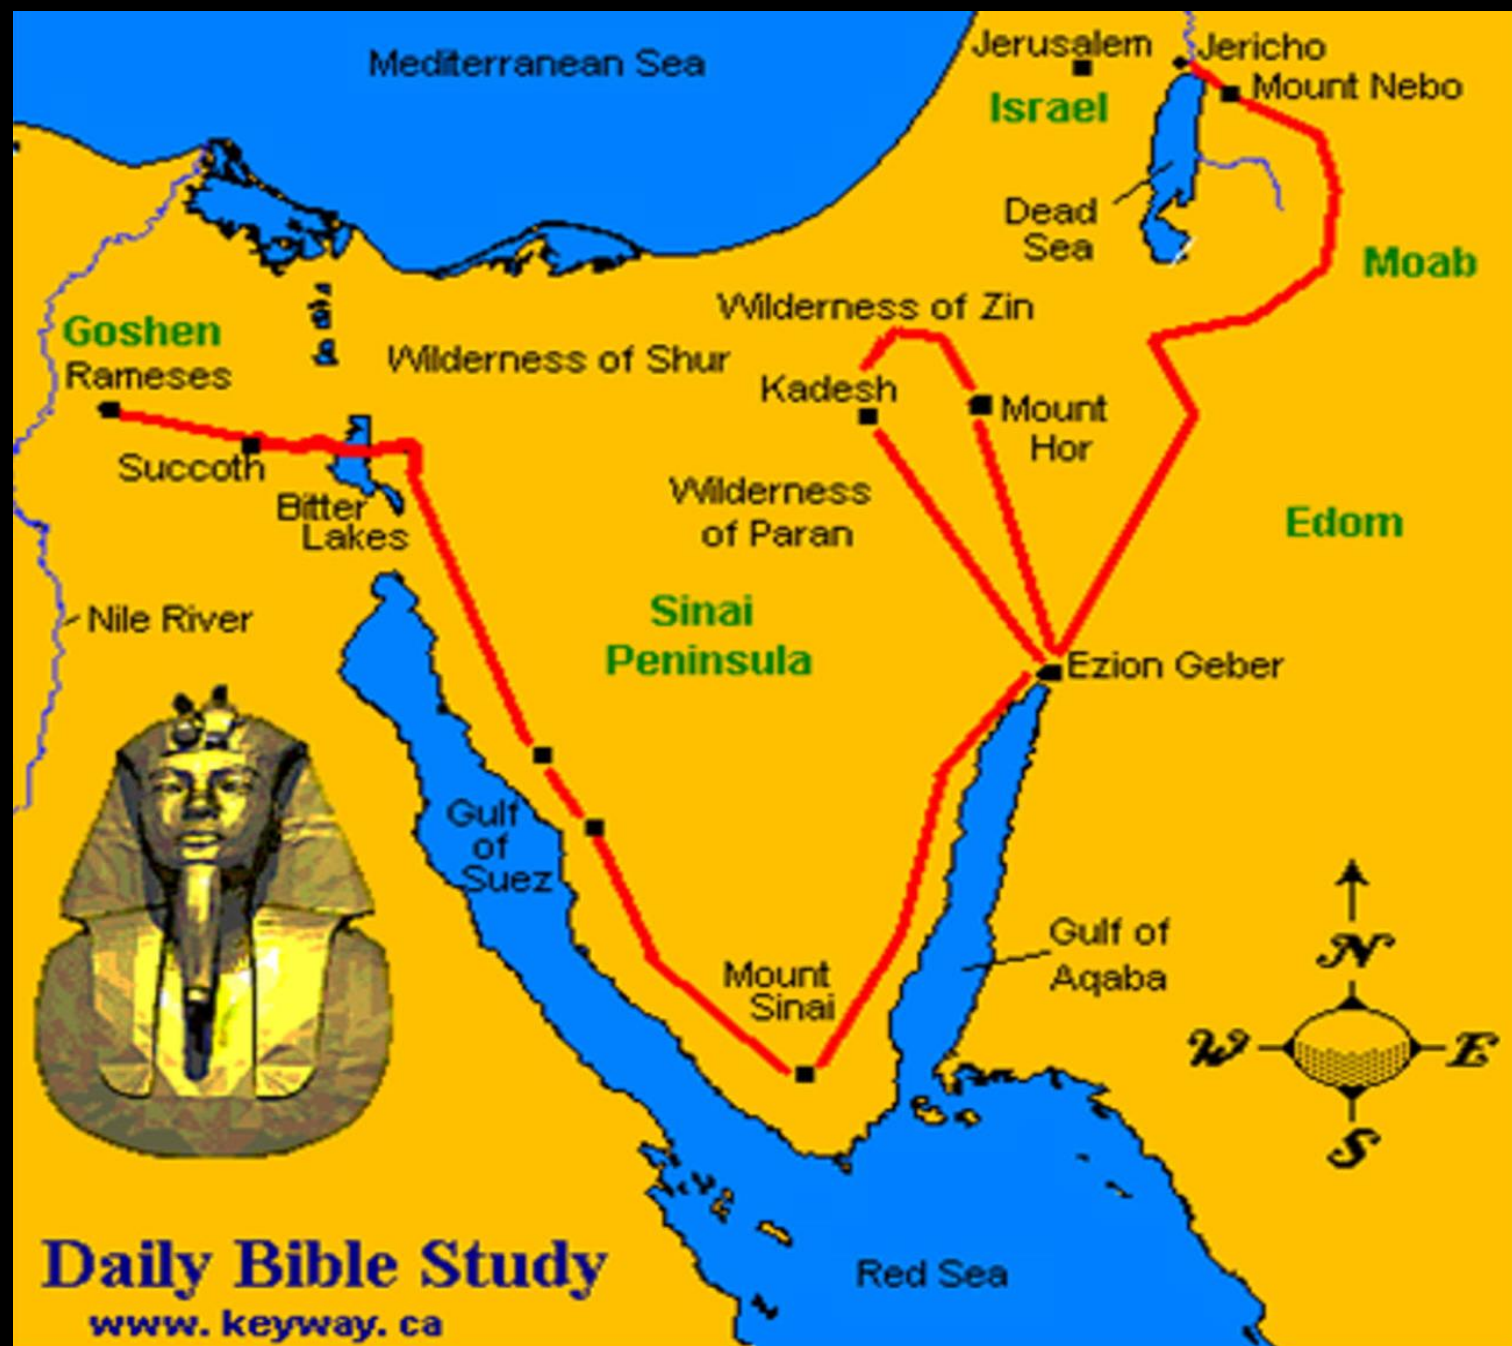 Mediterranean Sea
Jerusalem
Jericho
Mount Nebo
Israel
Dead
Sea
Moab
Wilderness of Zin
Goshen
Rameses
Wilderness of Shur
Kadesh
Mount
Hor
Succoth
Bitter
Lakes
Wilderness
of Paran
Edom
Nile River
Sinai
Peninsula
Ezion Geber
Gulf
of
Suez
Gulf of
Aqaba
Mount
Sinai
N
W
E
S
Red Sea
Daily Bible Study
www.keyway.ca